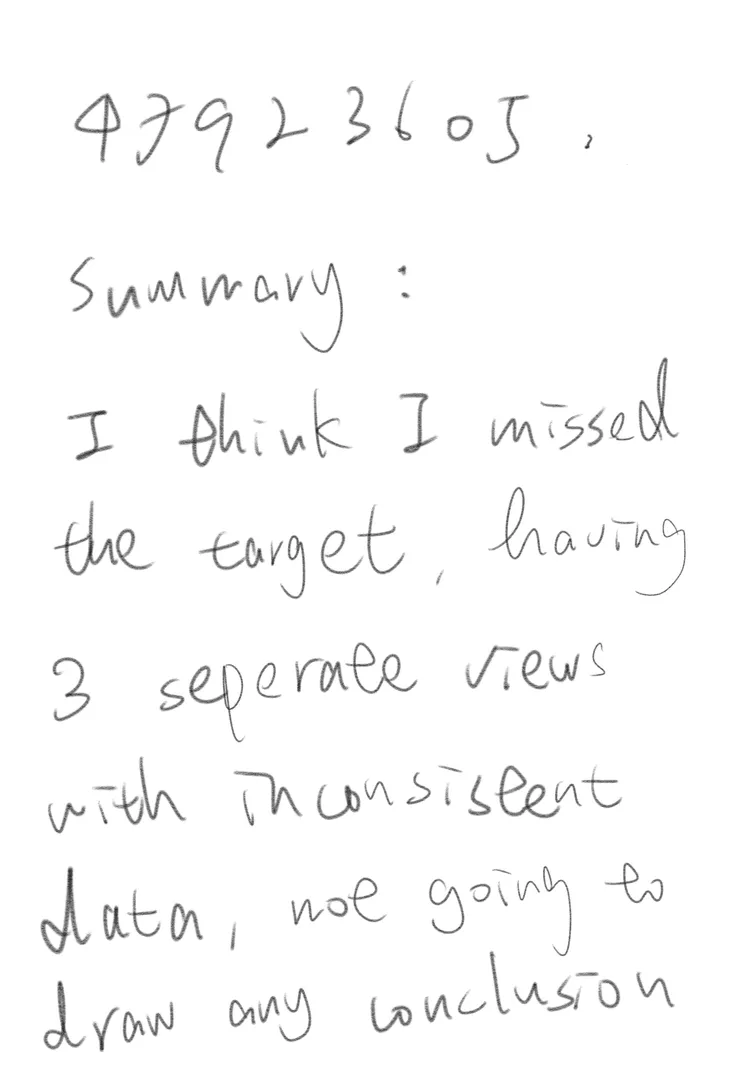 47923605,
Summary:
I think I missed
the target, having
3 seperate views
with inconsistent
data, not going to
draw any conclusion